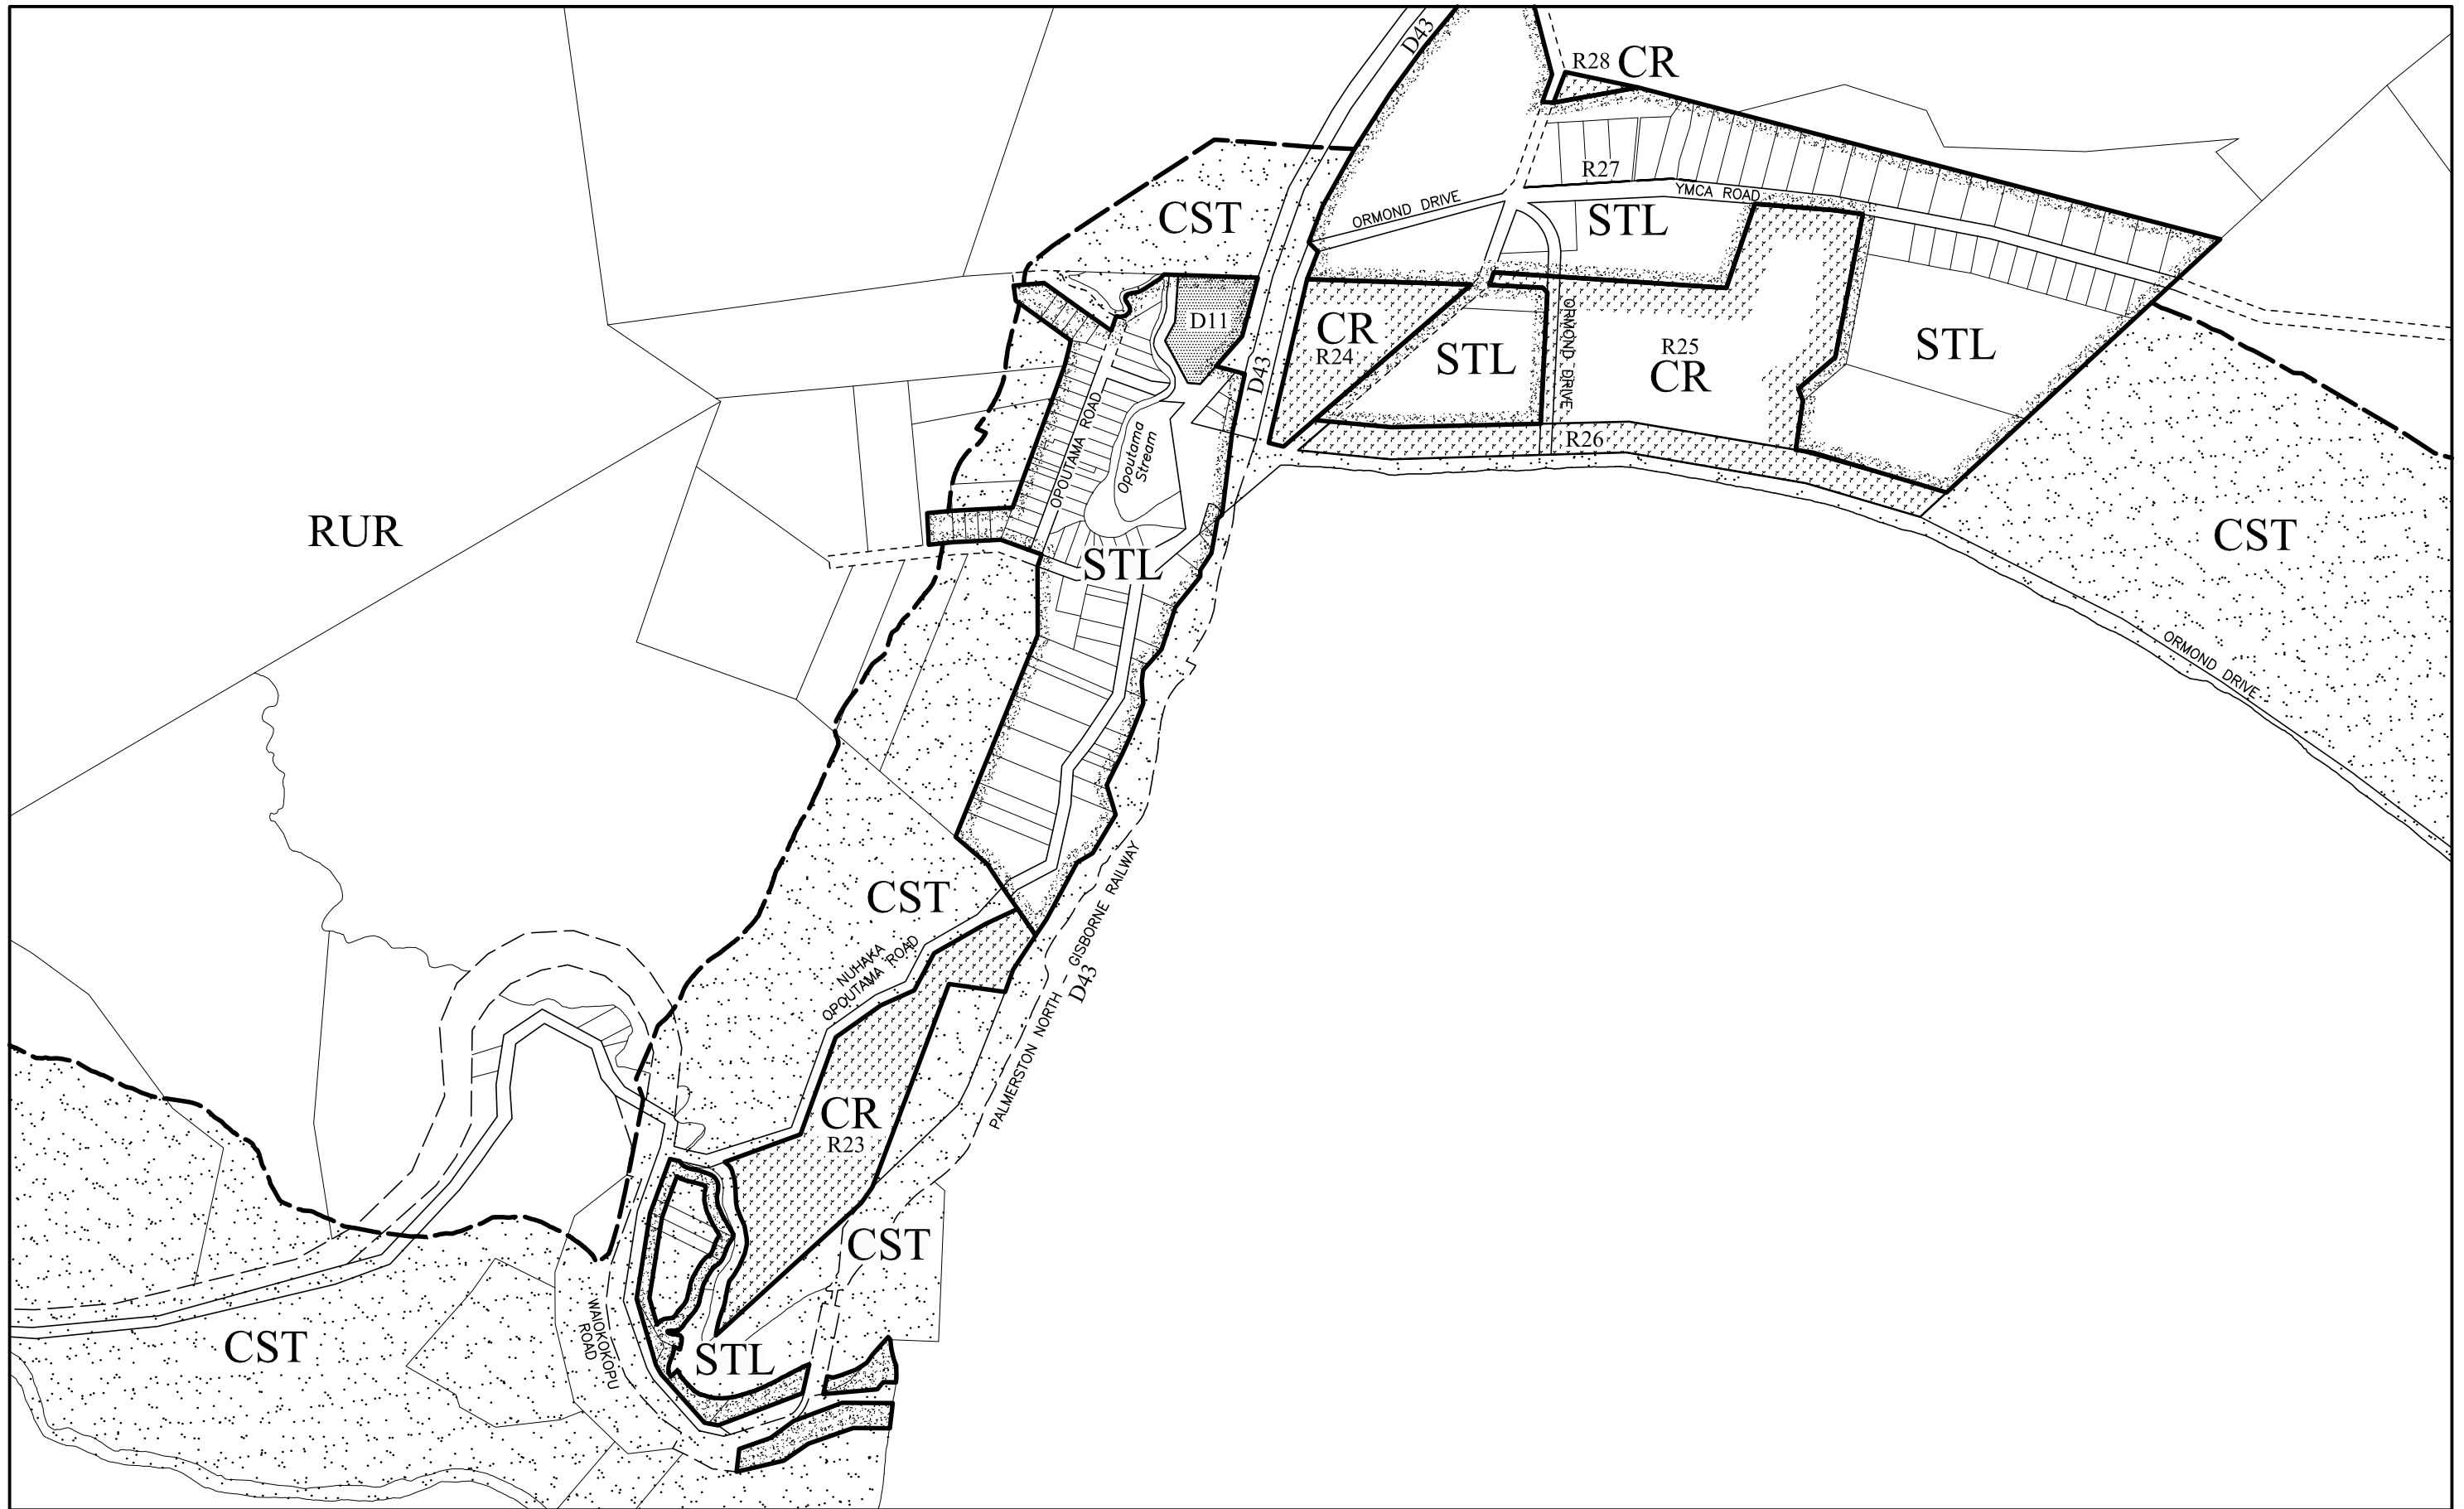 D43
R28 CR
R27
YMCA ROAD
ORMOND DRIVE
CST
STL
D11
CR
R24
D43
STL
ORMOND DRIVE
R25
CR
STL
OPOUTAMA ROAD
Opoutama
Stream
R26
RUR
CST
STL
ORMOND DRIVE
CST
NUHAKA
OPOUTAMA ROAD
PALMERSTON NORTH - GISBORNE RAILWAY
D43
CR
R23
CST
CST
WAIOKOKOPU
ROAD
STL